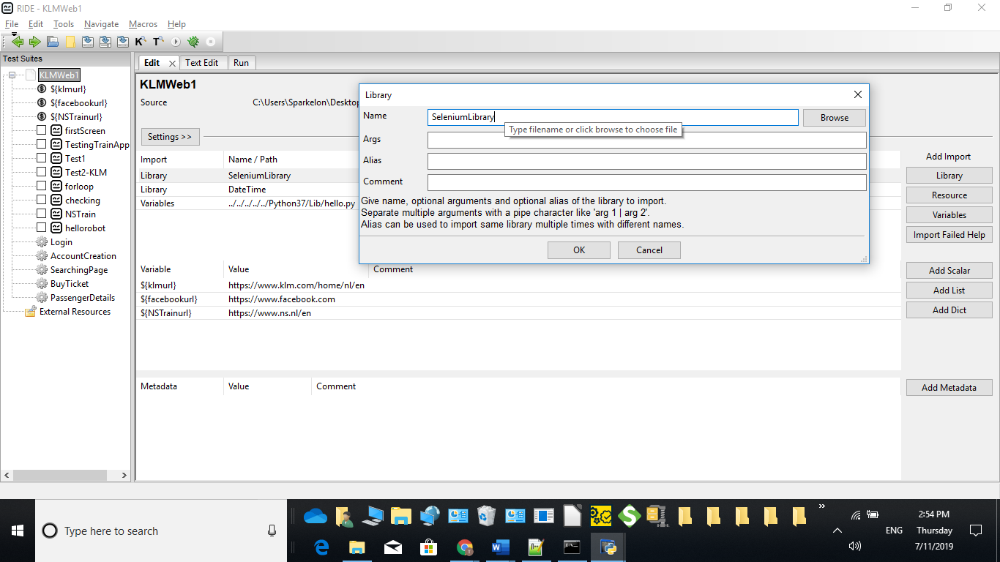 RIDE - KLMWeb1
File Edit Tools Navigate Macros Help
K T
Test Suites
KLMWeb1
${klmurl}
${facebookurl}
${NSTrainurl}
firstScreen
TestingTrainApp
Test1
Test2-KLM
forloop
checking
NSTrain
hellorobot
Login
AccountCreation
SearchingPage
BuyTicket
PassengerDetails
External Resources
Edit Text Edit Run
KLMWeb1
Source C:\Users\Sparkelon\Desktop
Settings >>
Import Name / Path
Library SeleniumLibrary
Library DateTime
Variables ../../../../../Python37/Lib/hello.py
Library
Name SeleniumLibrary Browse
Type filename or click browse to choose file
Args
Alias
Comment
Give name, optional arguments and optional alias of the library to import.
Separate multiple arguments with a pipe character like 'arg 1 | arg 2'.
Alias can be used to import same library multiple times with different names.
OK Cancel
Add Import
Library
Resource
Variables
Import Failed Help
Variable Value Comment
${klmurl} https://www.klm.com/home/nl/en
${facebookurl} https://www.facebook.com
${NSTrainurl} https://www.ns.nl/en
Add Scalar
Add List
Add Dict
Metadata Value Comment
Add Metadata
Type here to search
ENG
2:54 PM
Thursday
7/11/2019